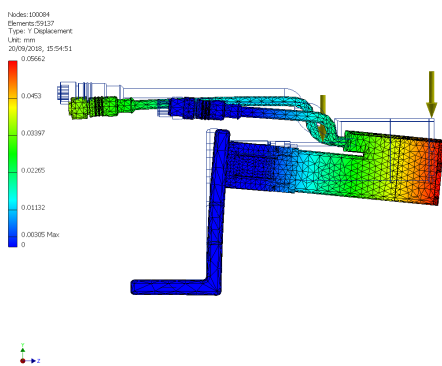 Nodes:100084
Elements:59137
Type: Y Displacement
Unit: mm
20/09/2018, 15:54:51
0.05662
0.0453
0.03397
0.02265
0.01132
0.00305 Max
0
Y
Z